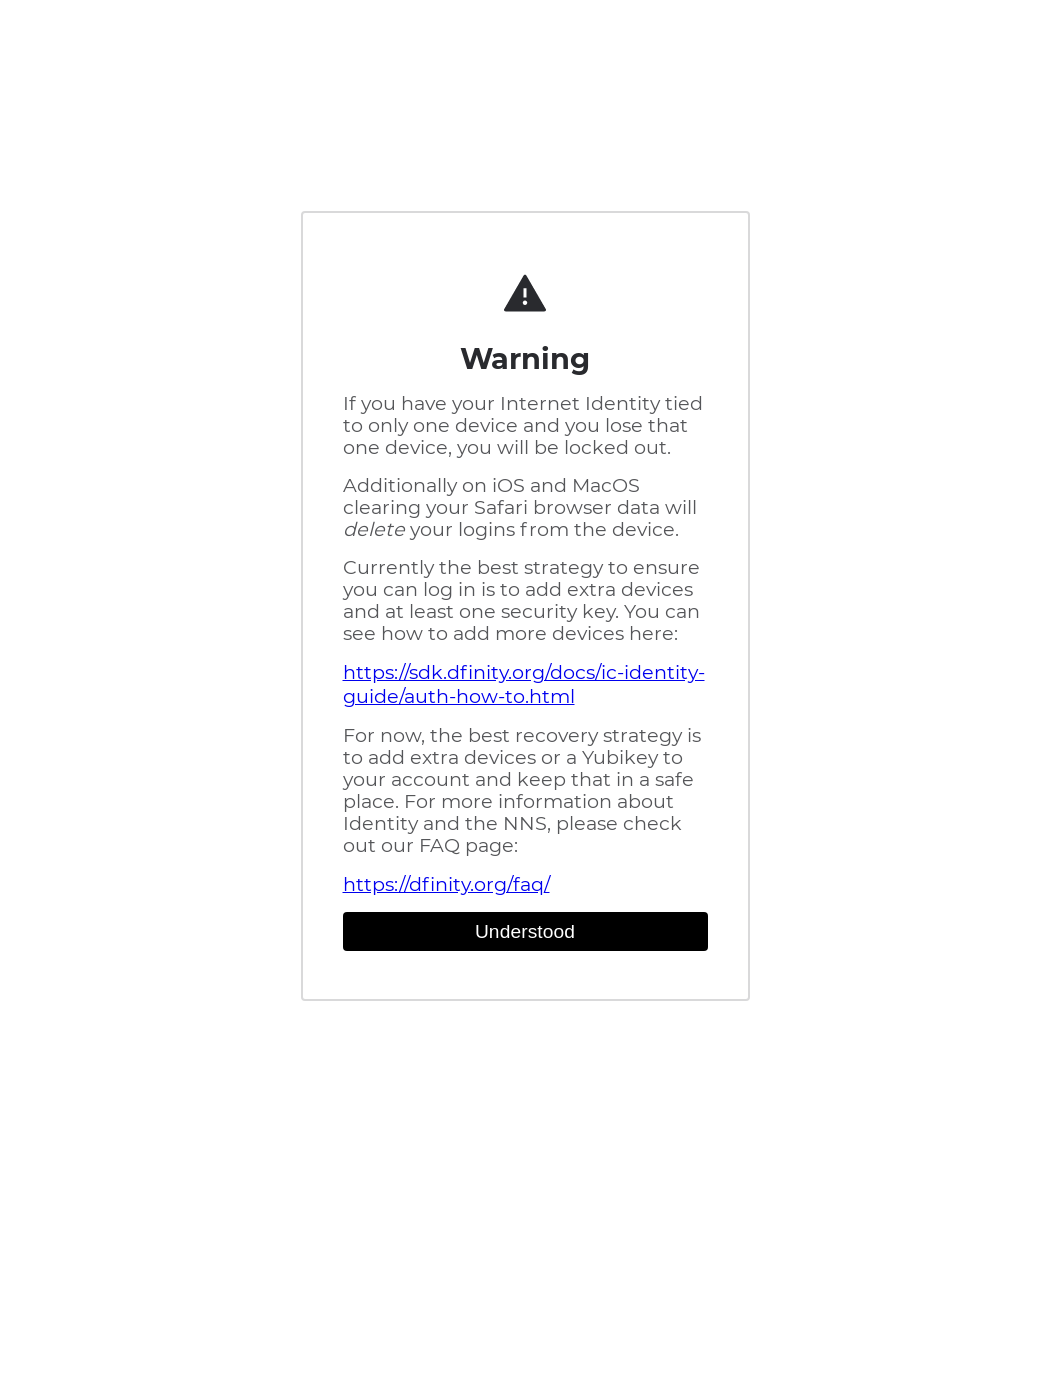 Warning
If you have your Internet Identity tied
to only one device and you lose that
one device, you will be locked out.
Additionally on iOS and MacOS
clearing your Safari browser data will
delete your logins from the device.
Currently the best strategy to ensure
you can log in is to add extra devices
and at least one security key. You can
see how to add more devices here:
https://sdk.dfinity.org/docs/ic-identity-
guide/auth-how-to.html
For now, the best recovery strategy is
to add extra devices or a Yubikey to
your account and keep that in a safe
place. For more information about
Identity and the NNS, please check
out our FAQ page:
https://dfinity.org/faq/
Understood